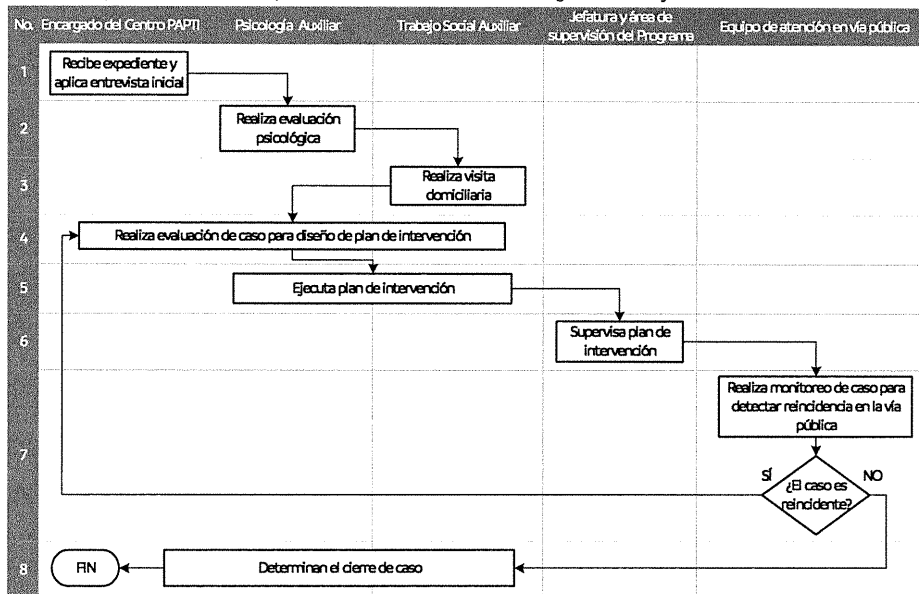 No. Encargado del Centro PAPTI Psicología Auxiliar Trabajo Social Auxiliar Jefatura y área de supervisión del Programa Equipo de atención en vía pública
1
Recibe expediente y
aplica entrevista inicial
2
Realiza evaluación
psicológica
3
Realiza visita
domiciliaria
4
Realiza evaluación de caso para diseño de plan de intervención
5
Ejecuta plan de intervención
6
Supervisa plan de
intervención
7
Realiza monitoreo de caso para
detectar reincidencia en la vía
pública
SÍ
NO
¿El caso es
reincidente?
8
FIN
Determinan el cierre de caso